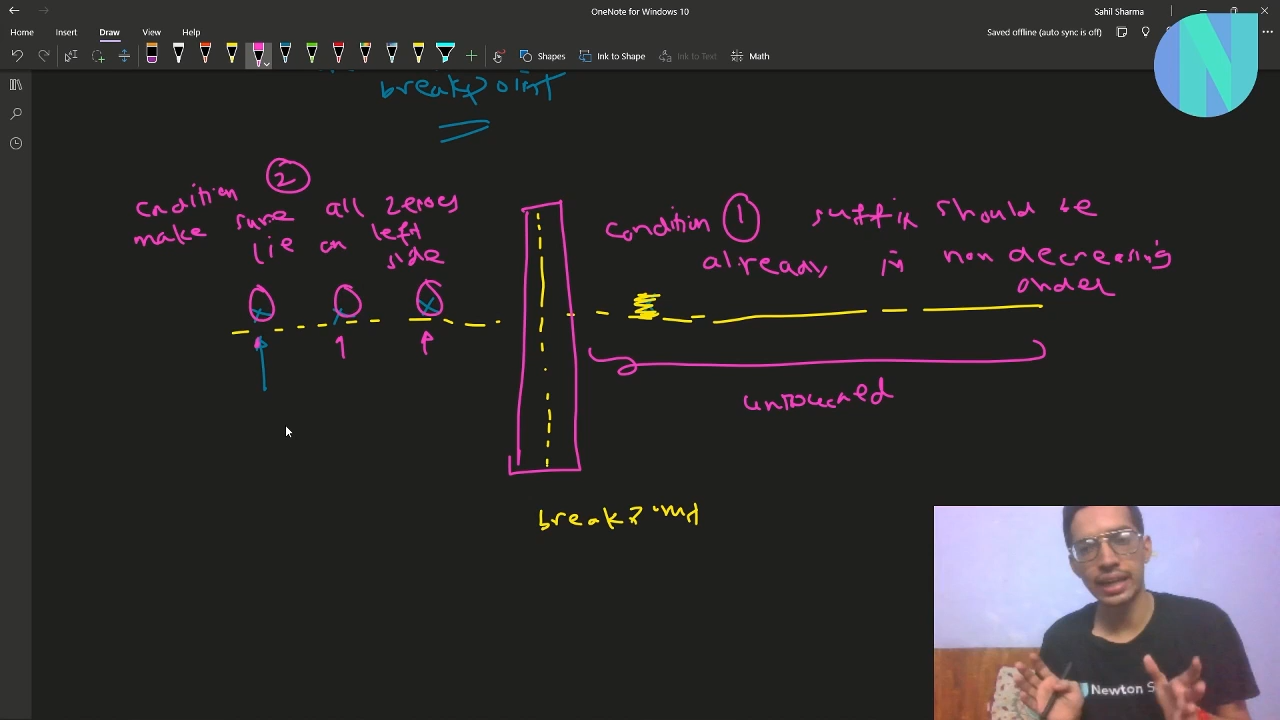 OneNote for Windows 10
Sahil Sharma
Home Insert Draw View Help
Saved offline (auto sync is off)
Shapes Ink to Shape Ink to Text Math
breakpoint
condition 2
make sure all zeroes
lie on left
side
condition 1 suffix should be
already in non decreasing
order
untouched
Newton S